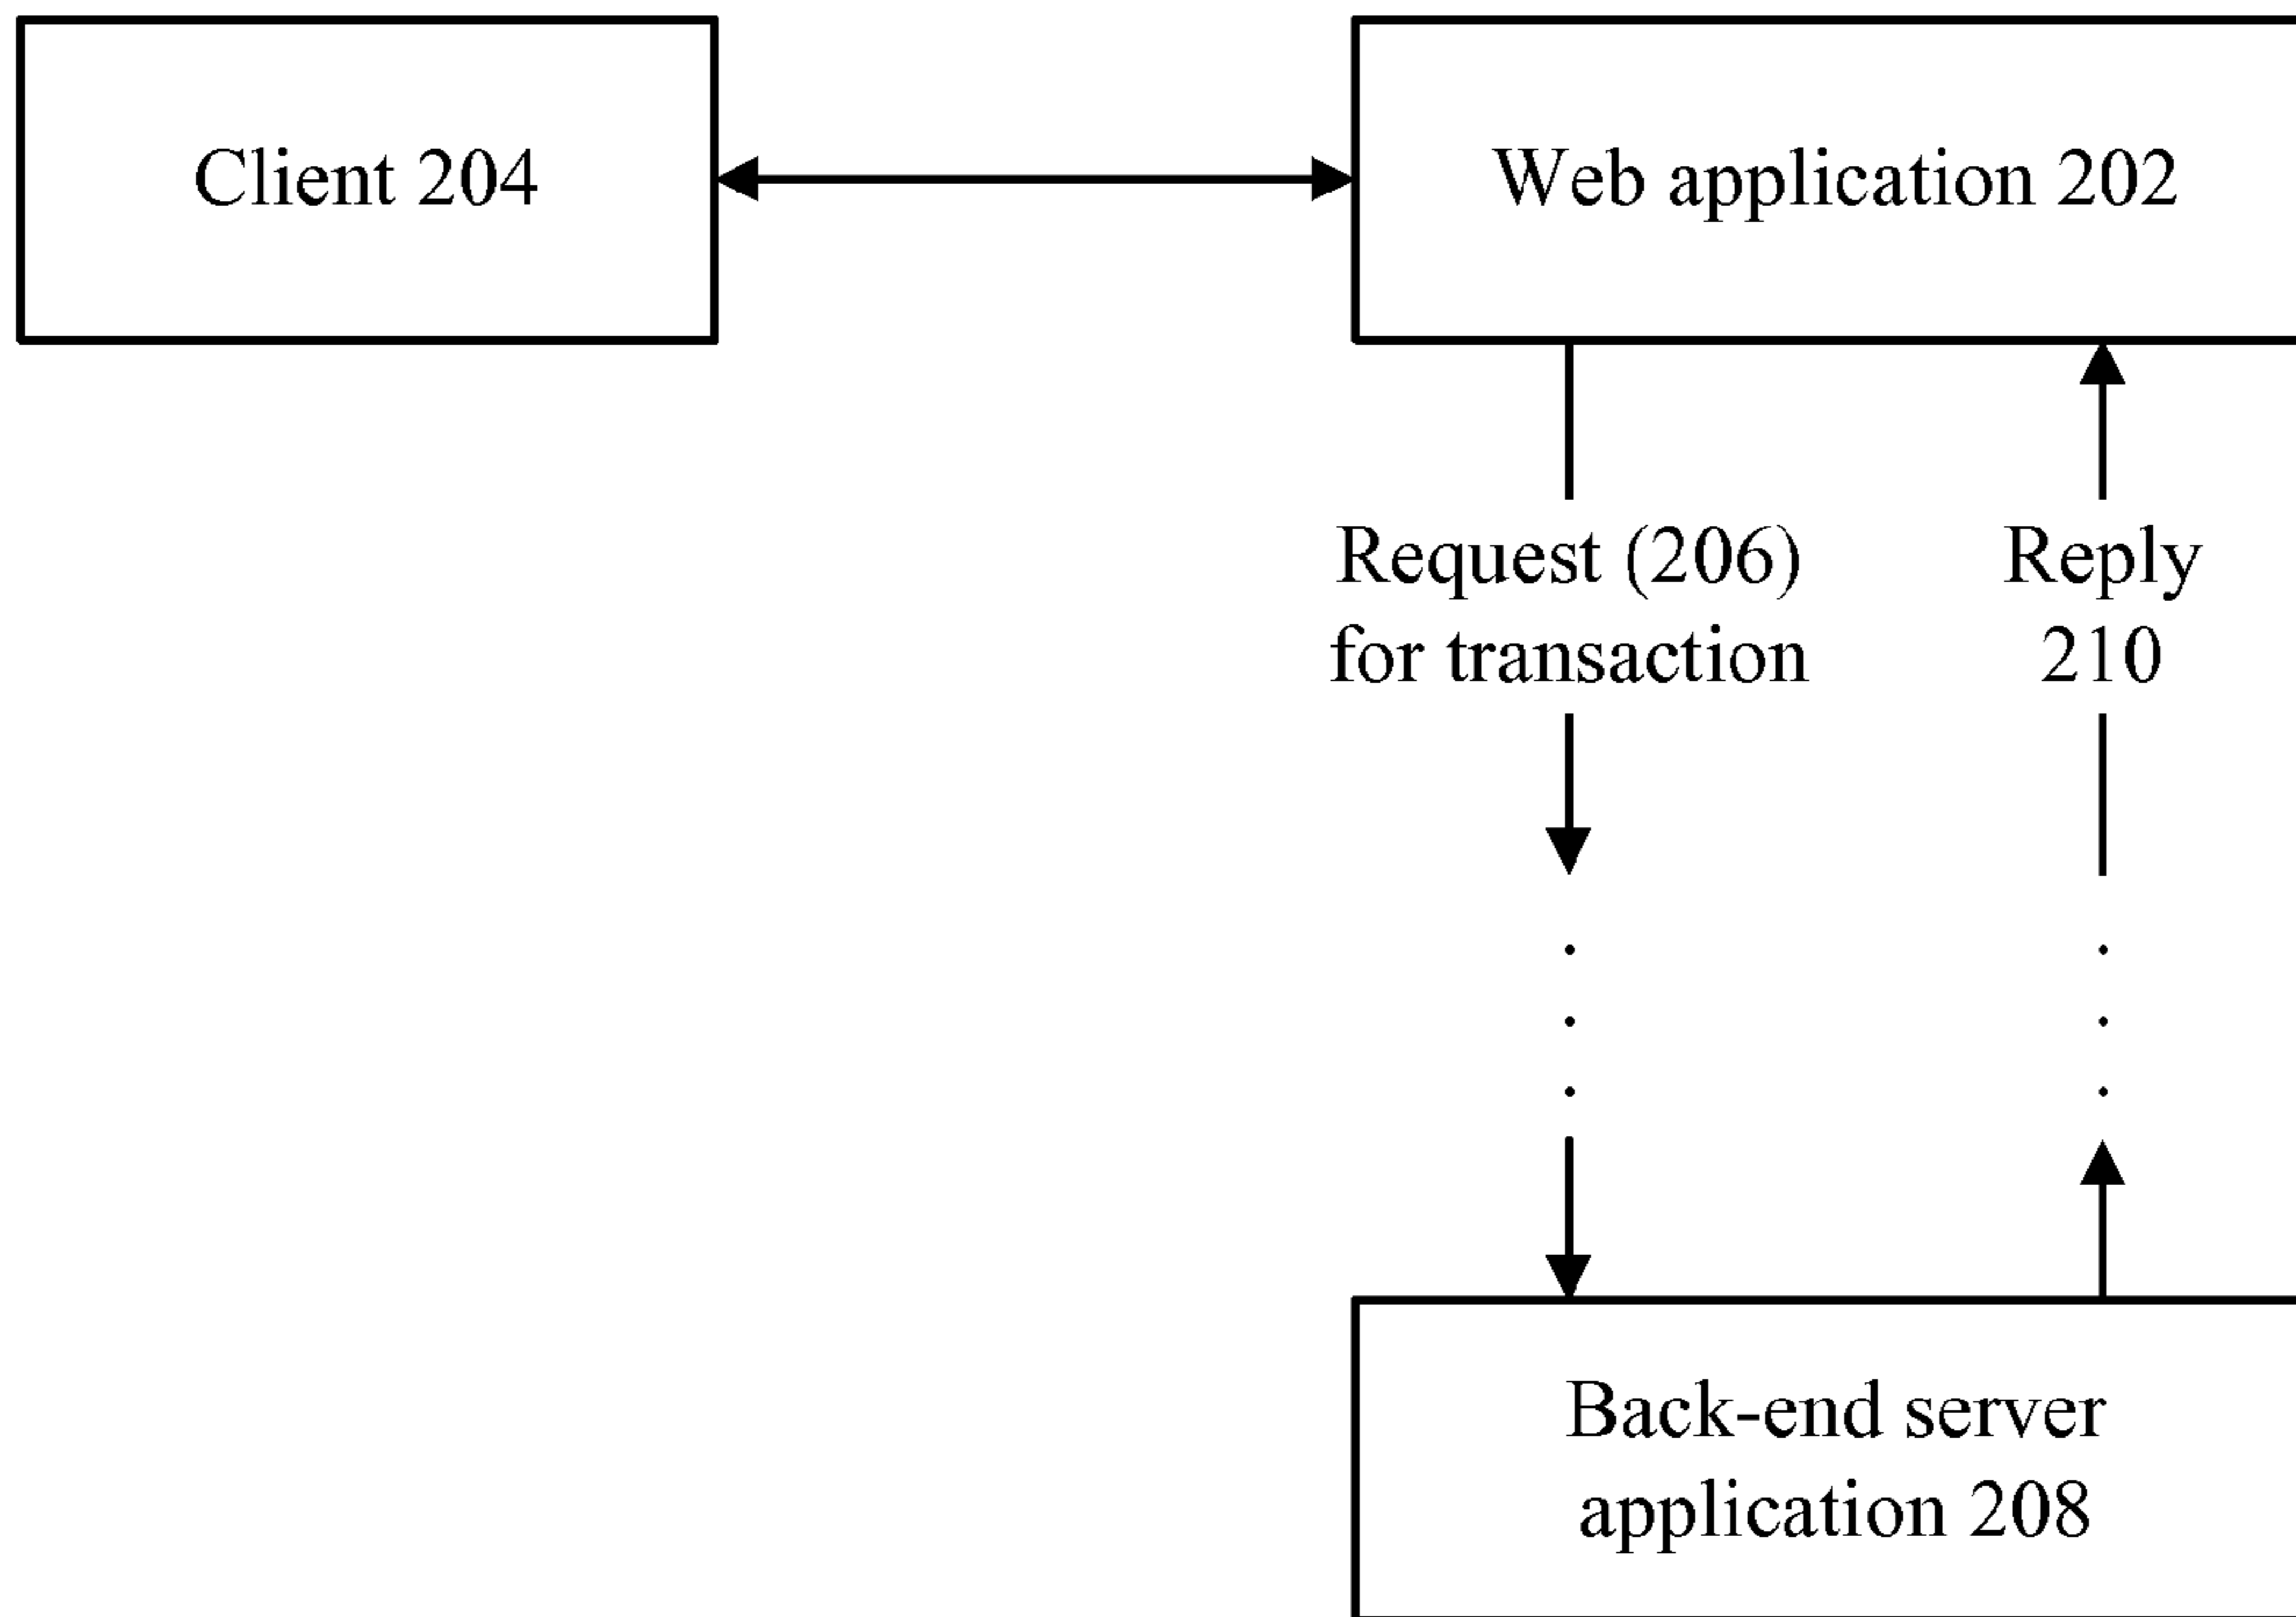 Client 204
Web application 202
Request (206)
for transaction
Reply
210
Back-end server
application 208